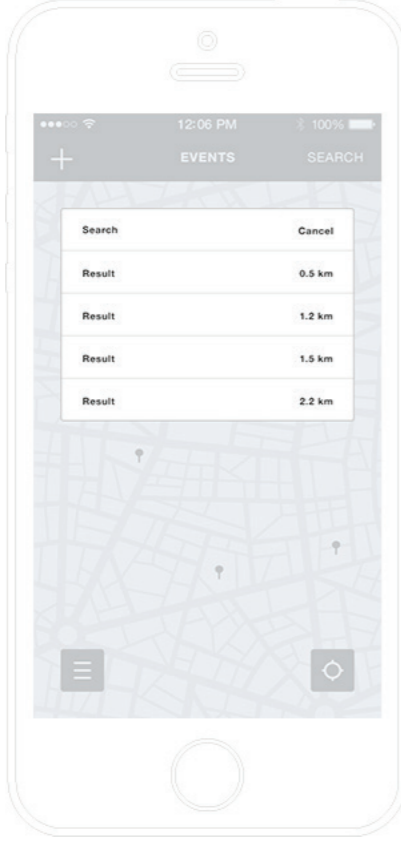 12:06 PM 100%
EVENTS SEARCH
Search Cancel
Result 0.5 km
Result 1.2 km
Result 1.5 km
Result 2.2 km